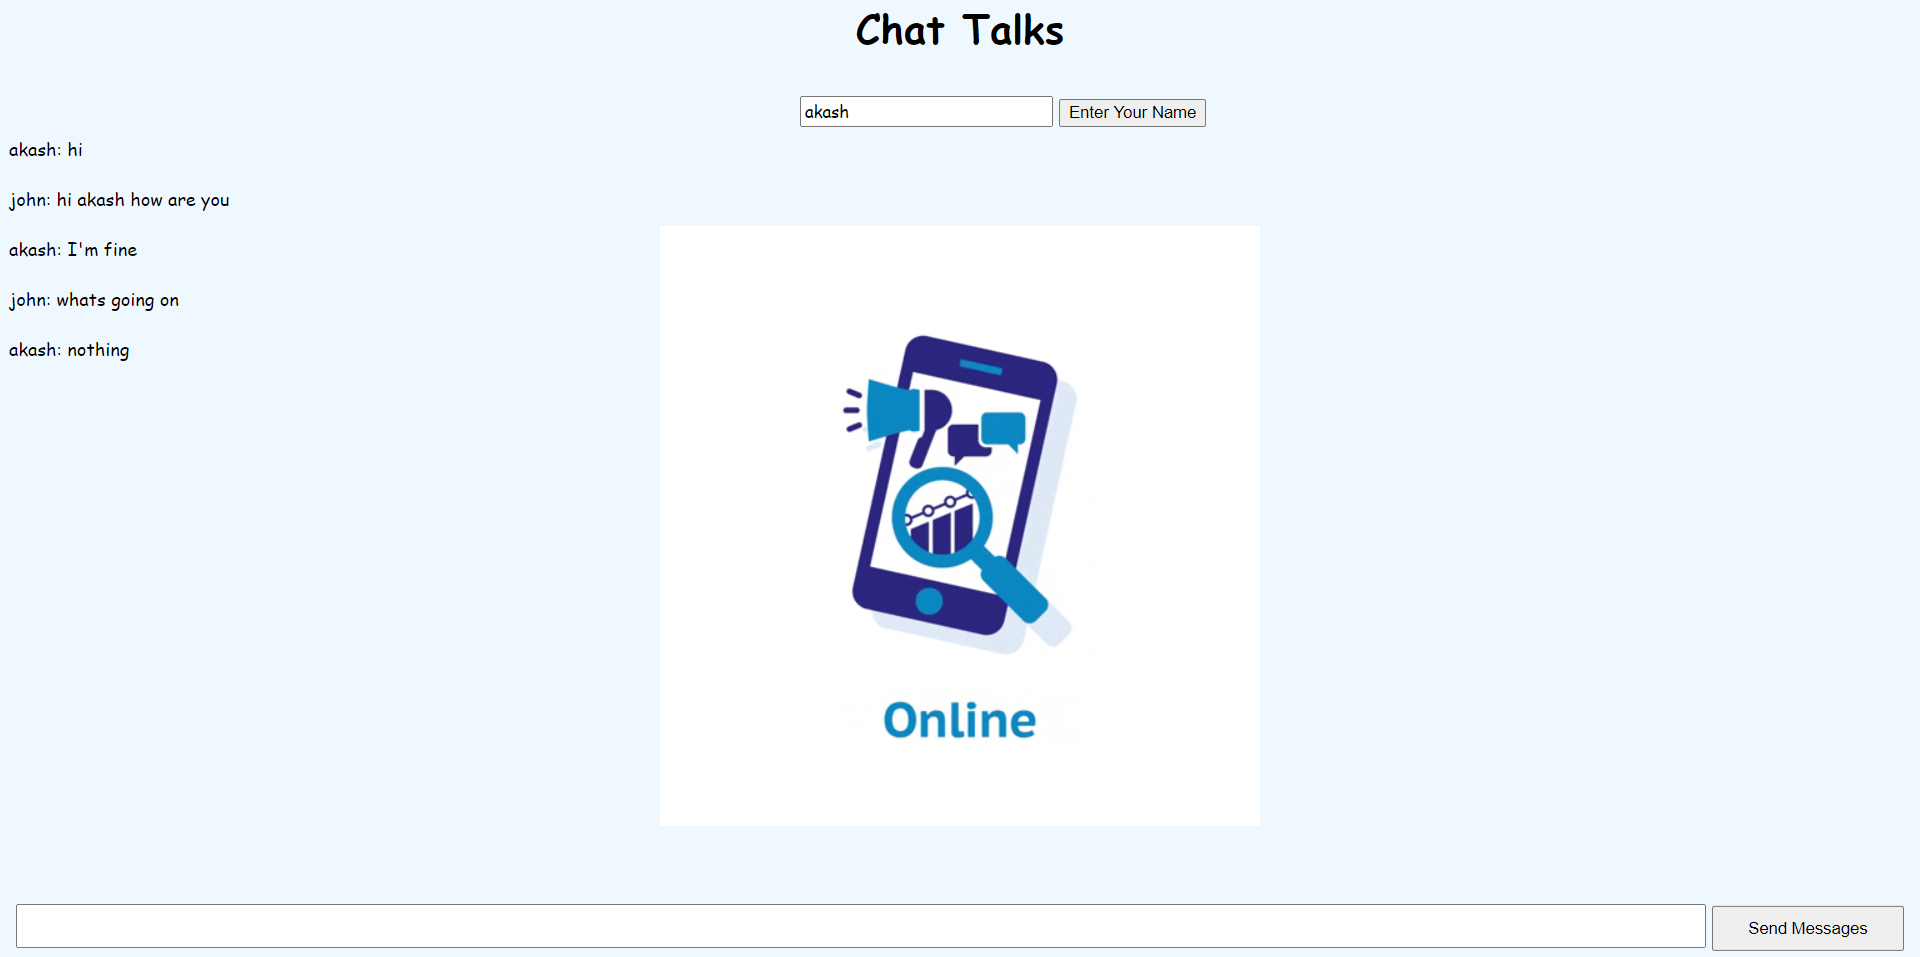 Chat Talks
akash Enter Your Name
akash: hi
john: hi akash how are you
akash: I'm fine
john: whats going on
akash: nothing
Online
Send Messages